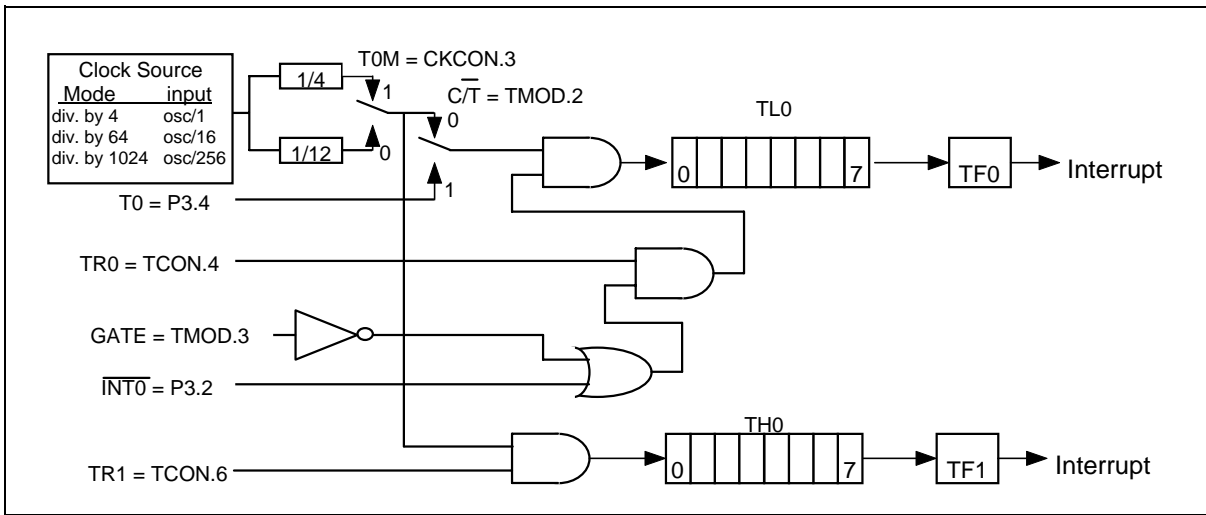 Clock Source
Mode input
div. by 4 osc/1
div. by 64 osc/16
div. by 1024 osc/256
1/4
1/12
T0M = CKCON.3
1
0
C/T̅ = TMOD.2
0
1
T0 = P3.4
TL0
0 7
TF0
Interrupt
TR0 = TCON.4
GATE = TMOD.3
I̅N̅T̅0̅ = P3.2
TR1 = TCON.6
TH0
0 7
TF1
Interrupt